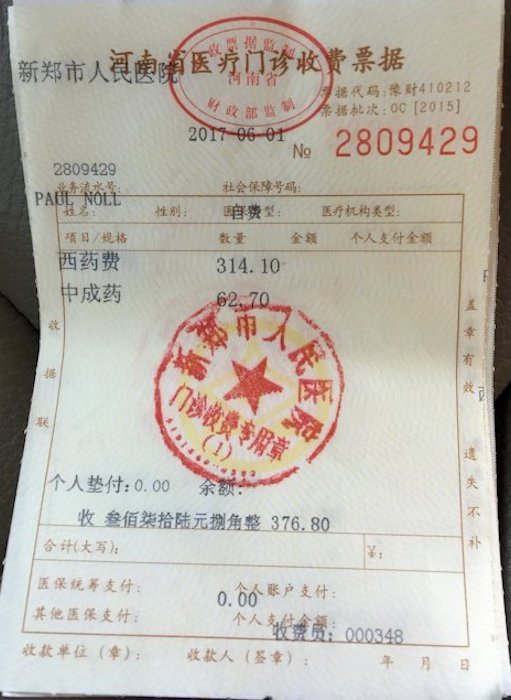 河南省医疗门诊收费票据
政票据监制
河南省
财政部监制
新郑市人民医院
票据代码:豫财410212
票据批次:OC [2015]
2017-06-01
№ 2809429
2809429
业务流水号: 社会保障号码:
PAUL NOLL
姓名: 性别: 自费 医疗机构类型:
项目/规格 数量 金额 个人支付金额
西药费 314.10
中成药 62.70
收据联
盖章有效 遗失不补
新郑市人民医院
门诊收费专用章
(1)
个人垫付:0.00 余额:
收 叁佰柒拾陆元捌角整 376.80
合计(大写): ¥:
医保统筹支付: 个人账户支付:
0.00
其他医保支付: 个人支付金额:
收费员: 000348
收款单位(章): 收款人(签章): 年 月 日